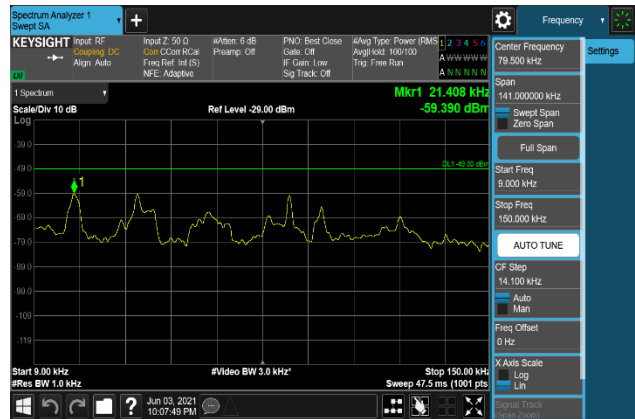 Spectrum Analyzer 1
Swept SA
Frequency
KEYSIGHT
Input: RF
Coupling: DC
Align: Auto
Input Z: 50 Ω
Corr CCorr RCal
Freq Ref: Int (S)
NFE: Adaptive
#Atten: 6 dB
Preamp: Off
PNO: Best Close
Gate: Off
IF Gain: Low
Sig Track: Off
#Avg Type: Power (RMS
Avg|Hold: 100/100
Trig: Free Run
1 2 3 4 5 6
A W W W W W
A N N N N N
LW
1 Spectrum
Scale/Div 10 dB
Ref Level -29.00 dBm
Mkr1 21.408 kHz
-59.390 dBm
Log
-39.0
-49.0
-59.0
-69.0
-79.0
-89.0
-99.0
-109
-119
DL1 -49.00 dBm
1
Start 9.00 kHz
#Res BW 1.0 kHz
#Video BW 3.0 kHz*
Stop 150.00 kHz
Sweep 47.5 ms (1001 pts
Jun 03, 2021
10:07:49 PM
Center Frequency
79.500 kHz
Settings
Span
141.000000 kHz
Swept Span
Zero Span
Full Span
Start Freq
9.000 kHz
Stop Freq
150.000 kHz
AUTO TUNE
CF Step
14.100 kHz
Auto
Man
Freq Offset
0 Hz
X Axis Scale
Log
Lin
Signal Track
(Span Zoom)